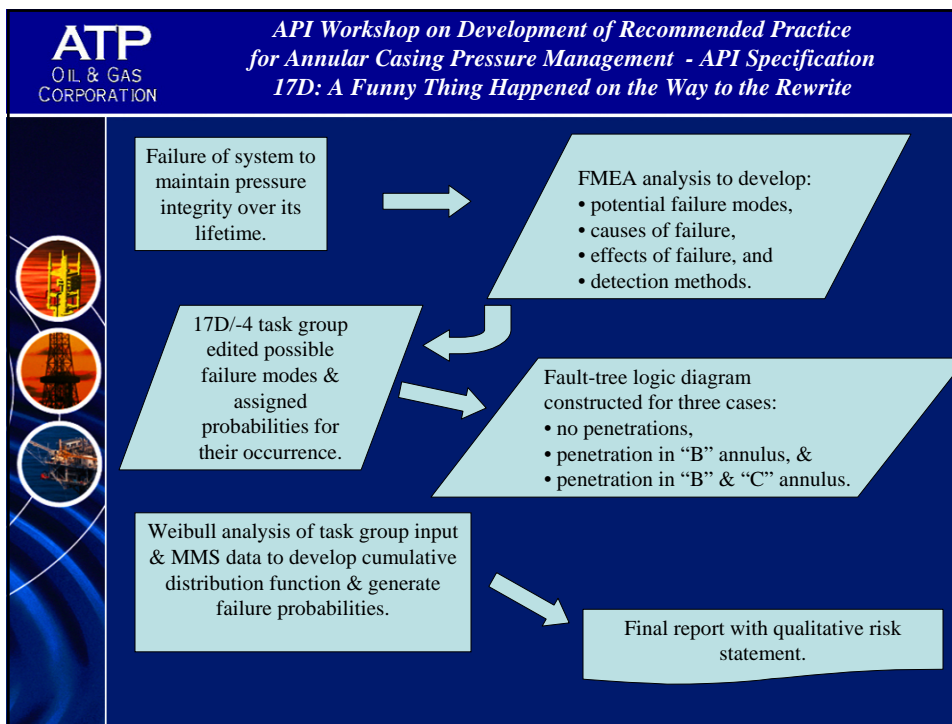 ATP
OIL & GAS
CORPORATION
API Workshop on Development of Recommended Practice
for Annular Casing Pressure Management - API Specification
17D: A Funny Thing Happened on the Way to the Rewrite
Failure of system to
maintain pressure
integrity over its
lifetime.
FMEA analysis to develop:
• potential failure modes,
• causes of failure,
• effects of failure, and
• detection methods.
17D/-4 task group
edited possible
failure modes &
assigned
probabilities for
their occurrence.
Fault-tree logic diagram
constructed for three cases:
• no penetrations,
• penetration in “B” annulus, &
• penetration in “B” & “C” annulus.
Weibull analysis of task group input
& MMS data to develop cumulative
distribution function & generate
failure probabilities.
Final report with qualitative risk
statement.